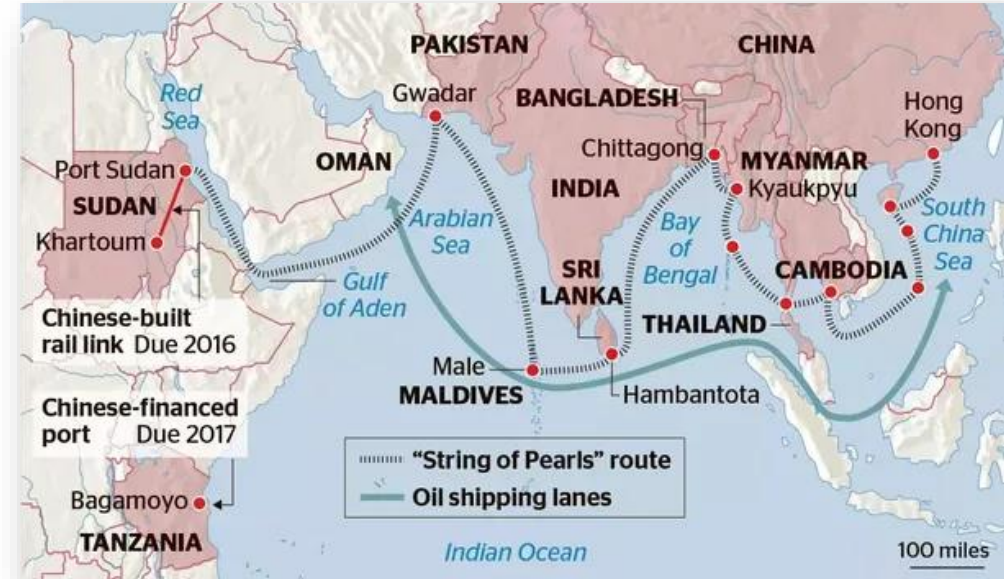 PAKISTAN
CHINA
Red
Sea
Gwadar
BANGLADESH
Hong
Kong
Chittagong
Port Sudan
OMAN
MYANMAR
INDIA
Kyaukpyu
SUDAN
Arabian
Sea
Bay
of
Bengal
South
China
Sea
Khartoum
Gulf
of Aden
SRI
LANKA
CAMBODIA
Chinese-built
rail link Due 2016
THAILAND
Male
MALDIVES
Hambantota
Chinese-financed
port Due 2017
"String of Pearls" route
Oil shipping lanes
Bagamoyo
TANZANIA
Indian Ocean
100 miles